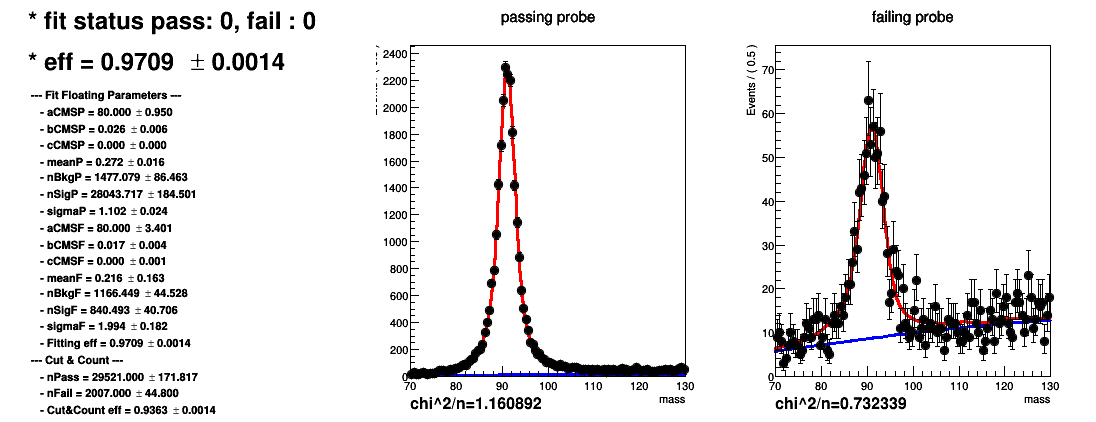 * fit status pass: 0, fail : 0
* eff = 0.9709 ± 0.0014
--- Fit Floating Parameters ---
- aCMSP = 80.000 ± 0.950
- bCMSP = 0.026 ± 0.006
- cCMSP = 0.000 ± 0.000
- meanP = 0.272 ± 0.016
- nBkgP = 1477.079 ± 86.463
- nSigP = 28043.717 ± 184.501
- sigmaP = 1.102 ± 0.024
- aCMSF = 80.000 ± 3.401
- bCMSF = 0.017 ± 0.004
- cCMSF = 0.000 ± 0.001
- meanF = 0.216 ± 0.163
- nBkgF = 1166.449 ± 44.528
- nSigF = 840.493 ± 40.706
- sigmaF = 1.994 ± 0.182
- Fitting eff = 0.9709 ± 0.0014
--- Cut & Count ---
- nPass = 29521.000 ± 171.817
- nFail = 2007.000 ± 44.800
- Cut&Count eff = 0.9363 ± 0.0014
passing probe
2400
2200
2000
1800
1600
1400
1200
1000
800
600
400
200
0
70 80 90 100 110 120 130
mass
chi^2/n=1.160892
failing probe
Events / ( 0.5 )
70
60
50
40
30
20
10
0
70 80 90 100 110 120 130
mass
chi^2/n=0.732339